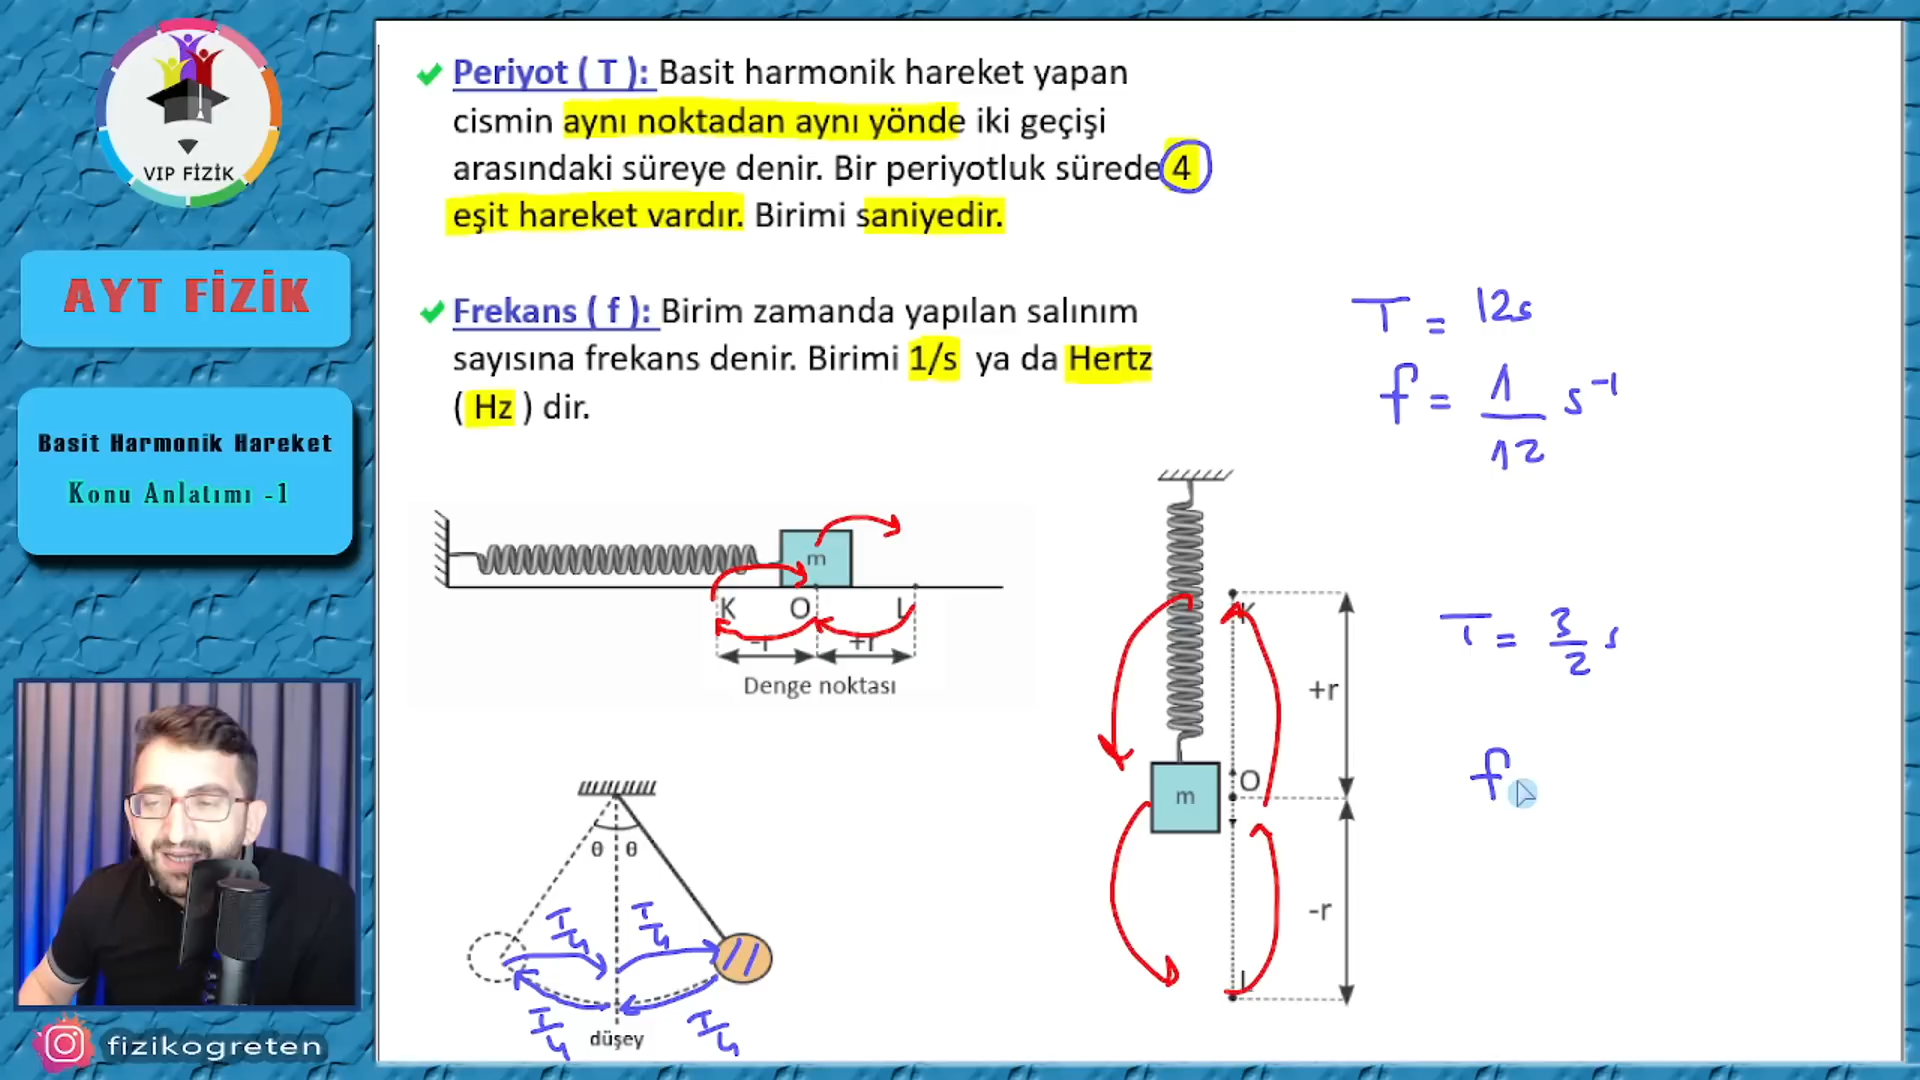 VIP FİZİK
AYT FİZİK
Basit Harmonik Hareket
Konu Anlatımı -1
fizikogreten
Periyot ( T ): Basit harmonik hareket yapan
cismin aynı noktadan aynı yönde iki geçişi
arasındaki süreye denir. Bir periyotluk sürede 4
eşit hareket vardır. Birimi saniyedir.
Frekans ( f ): Birim zamanda yapılan salınım
sayısına frekans denir. Birimi 1/s ya da Hertz
( Hz ) dir.
T = 12s
f = 1/12 s⁻¹
T = 3/2 s
f
m
K O L
-r +r
Denge noktası
θ θ
T/4 T/4
T/4 T/4
düşey
K
+r
O
m
-r
L